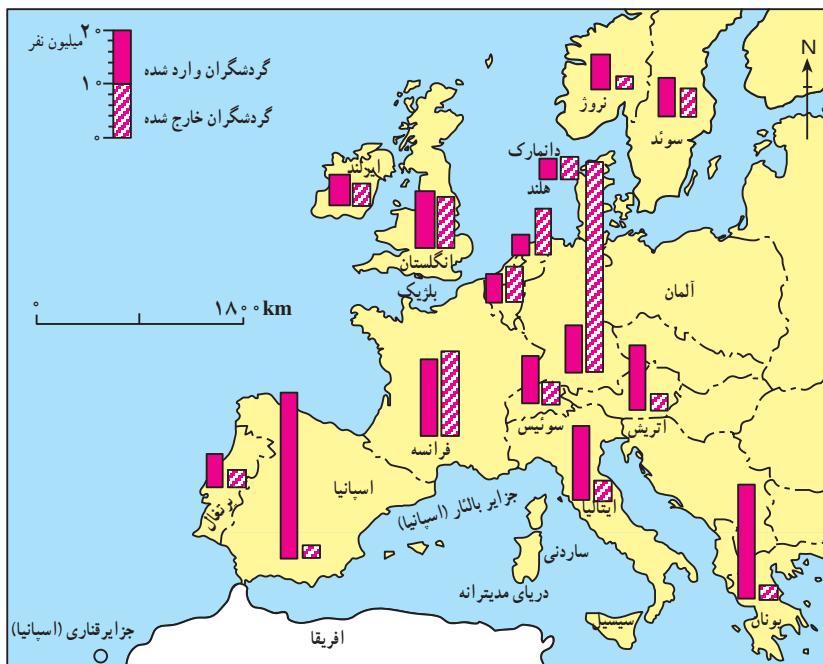 ۲۰
میلیون نفر
گردشگران وارد شده
۱۰
گردشگران خارج شده
۰
N
نروژ
سوئد
دانمارک
هلند
ایرلند
انگلستان
بلژیک
آلمان
۰
۱۸۰۰ km
سوئیس
اتریش
فرانسه
اسپانیا
پرتغال
ایتالیا
جزایر بالئار (اسپانیا)
ساردنی
دریای مدیترانه
سیسیل
یونان
افریقا
جزایر قناری (اسپانیا)